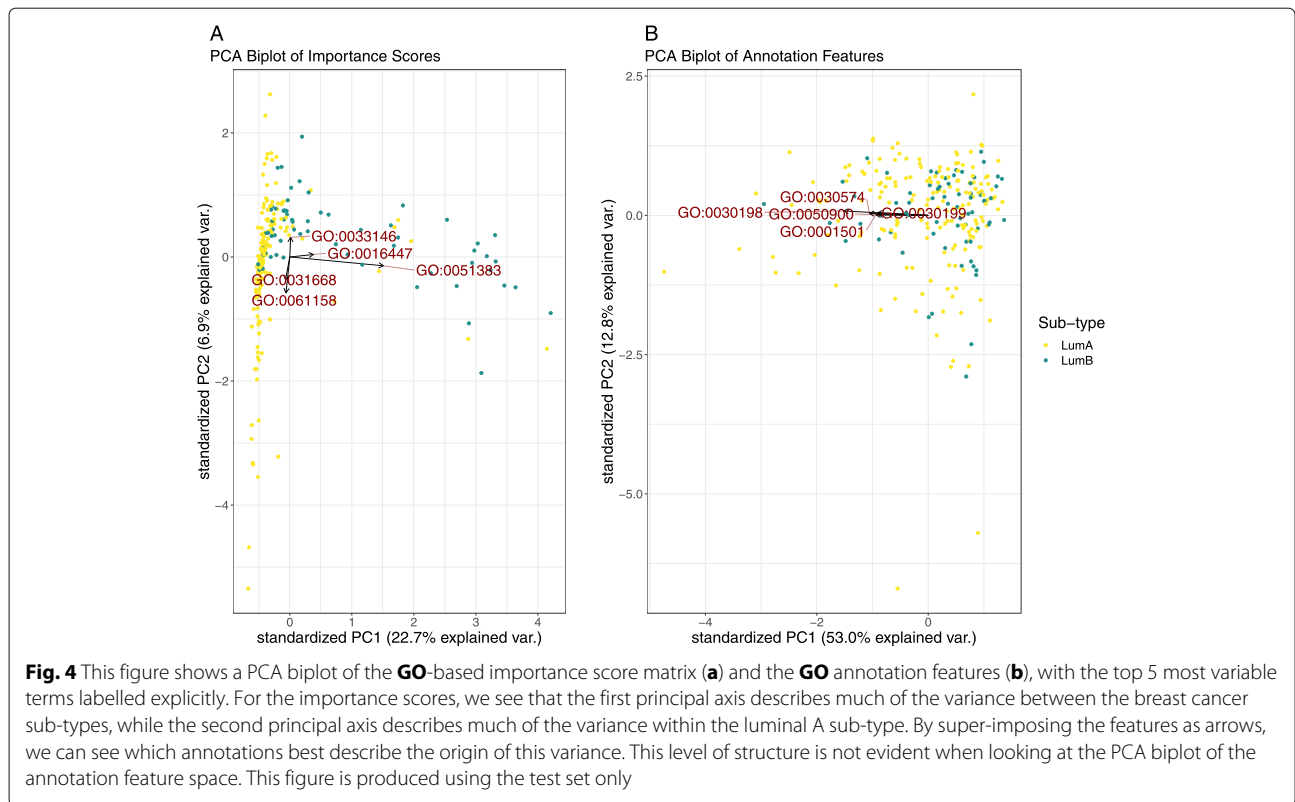 A
PCA Biplot of Importance Scores
standardized PC2 (6.9% explained var.)
2
0
−2
−4
GO:0033146
GO:0016447
GO:0051383
GO:0031668
GO:0061158
0
1
2
3
4
standardized PC1 (22.7% explained var.)
B
PCA Biplot of Annotation Features
standardized PC2 (12.8% explained var.)
2.5
0.0
−2.5
−5.0
GO:0030574
GO:0030198
GO:0050900
GO:0030199
GO:0001501
−4
−2
0
standardized PC1 (53.0% explained var.)
Sub−type
LumA
LumB
Fig. 4 This figure shows a PCA biplot of the GO-based importance score matrix (a) and the GO annotation features (b), with the top 5 most variable
terms labelled explicitly. For the importance scores, we see that the first principal axis describes much of the variance between the breast cancer
sub-types, while the second principal axis describes much of the variance within the luminal A sub-type. By super-imposing the features as arrows,
we can see which annotations best describe the origin of this variance. This level of structure is not evident when looking at the PCA biplot of the
annotation feature space. This figure is produced using the test set only